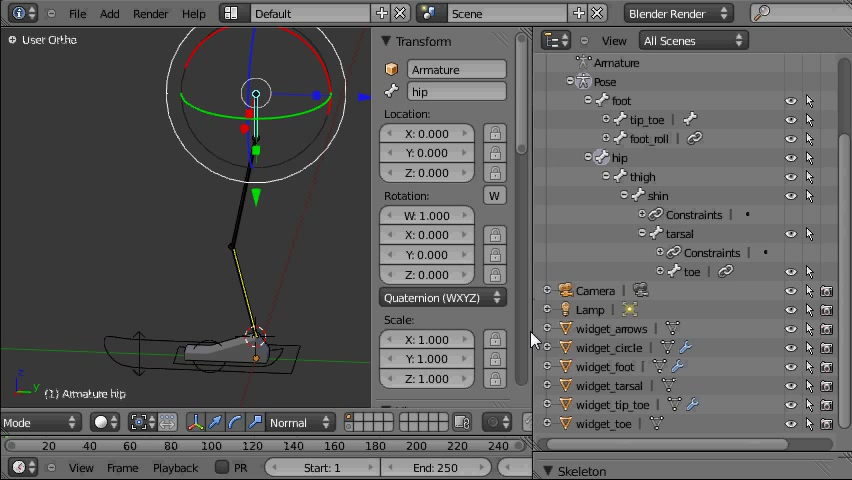 File Add Render Help Default Scene Blender Render
User Ortho
Transform
Armature
hip
Location:
X: 0.000
Y: 0.000
Z: 0.000
Rotation: W
W: 1.000
X: 0.000
Y: 0.000
Z: 0.000
Quaternion (WXYZ)
Scale:
X: 1.000
Y: 1.000
Z: 1.000
z
y
(1) Armature hip
Mode Normal
20 40 60 80 100 120 140 160 180 200 220 240
View Frame Playback PR Start: 1 End: 250
View All Scenes
Armature
Pose
foot
tip_toe
foot_roll
hip
thigh
shin
Constraints
tarsal
Constraints
toe
Camera
Lamp
widget_arrows
widget_circle
widget_foot
widget_tarsal
widget_tip_toe
widget_toe
Skeleton